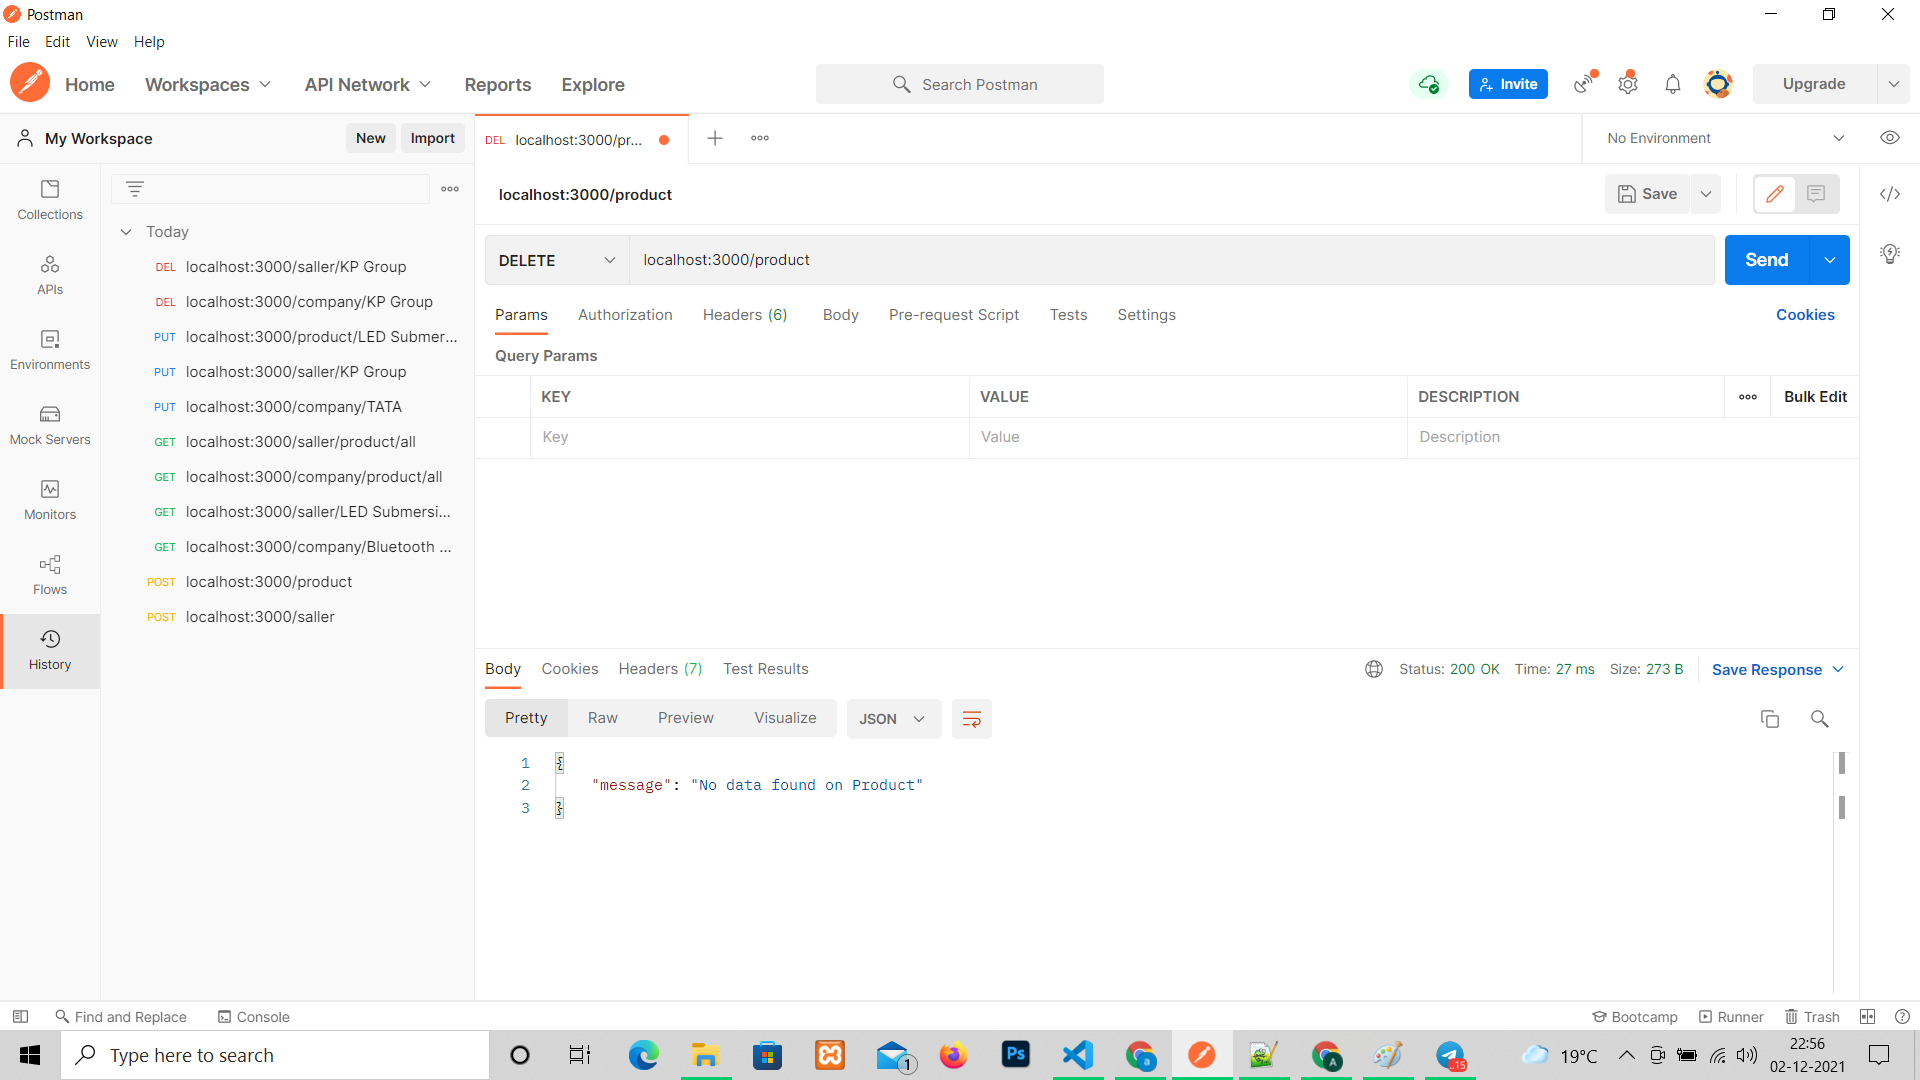 Postman
File Edit View Help
Home Workspaces API Network Reports Explore
Search Postman
Invite
Upgrade
My Workspace
New Import
DEL localhost:3000/pr...
No Environment
Collections
APIs
Environments
Mock Servers
Monitors
Flows
History
Today
DEL localhost:3000/saller/KP Group
DEL localhost:3000/company/KP Group
PUT localhost:3000/product/LED Submer...
PUT localhost:3000/saller/KP Group
PUT localhost:3000/company/TATA
GET localhost:3000/saller/product/all
GET localhost:3000/company/product/all
GET localhost:3000/saller/LED Submersi...
GET localhost:3000/company/Bluetooth ...
POST localhost:3000/product
POST localhost:3000/saller
localhost:3000/product
Save
DELETE localhost:3000/product
Send
Params Authorization Headers (6) Body Pre-request Script Tests Settings
Cookies
Query Params
KEY VALUE DESCRIPTION Bulk Edit
Key Value Description
Body Cookies Headers (7) Test Results
Status: 200 OK Time: 27 ms Size: 273 B
Save Response
Pretty Raw Preview Visualize JSON
1 {
2 "message": "No data found on Product"
3 }
Find and Replace Console
Bootcamp Runner Trash
Type here to search
Ps
1
a
A
15
19°C
22:56
02-12-2021